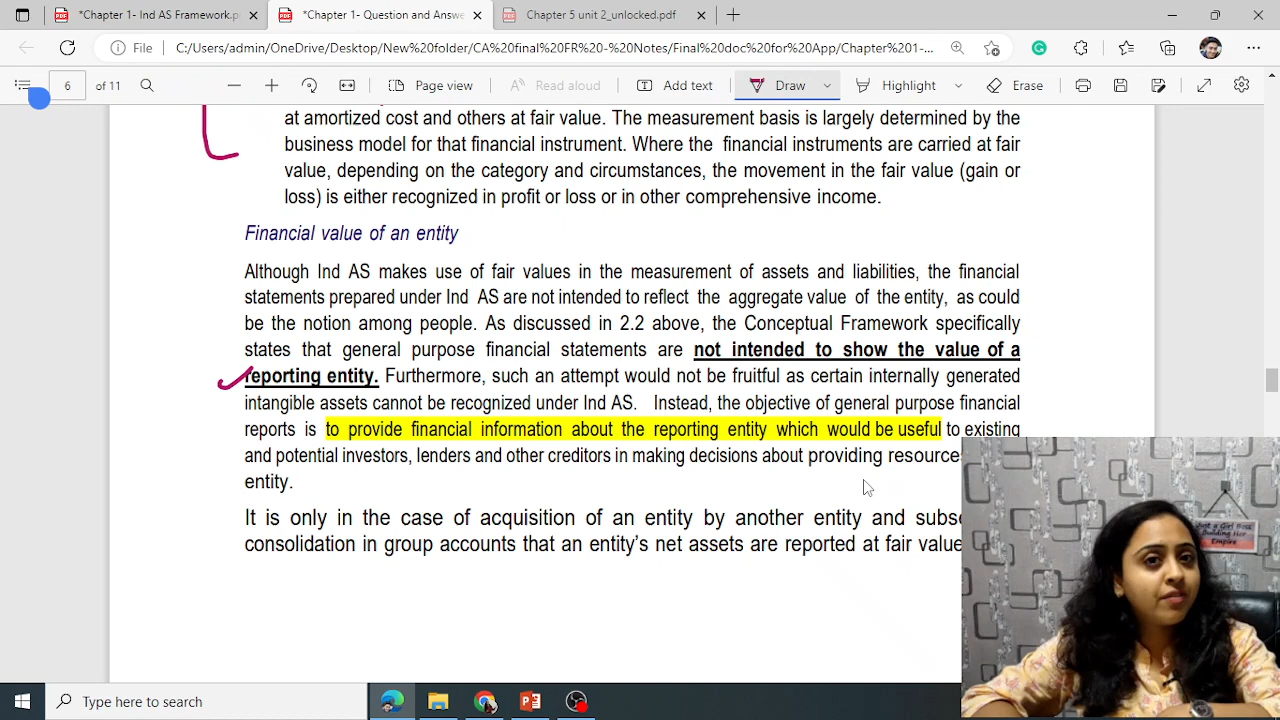 *Chapter 1- Ind AS Framework.p
*Chapter 1- Question and Answe
Chapter 5 unit 2_unlocked.pdf
File
C:/Users/admin/OneDrive/Desktop/New%20folder/CA%20Final%20FR%20-%20Notes/Final%20doc%20for%20App/Chapter%201-...
6 of 11
Page view
Read aloud
Add text
Draw
Highlight
Erase
at amortized cost and others at fair value. The measurement basis is largely determined by the
business model for that financial instrument. Where the financial instruments are carried at fair
value, depending on the category and circumstances, the movement in the fair value (gain or
loss) is either recognized in profit or loss or in other comprehensive income.
Financial value of an entity
Although Ind AS makes use of fair values in the measurement of assets and liabilities, the financial
statements prepared under Ind AS are not intended to reflect the aggregate value of the entity, as could
be the notion among people. As discussed in 2.2 above, the Conceptual Framework specifically
states that general purpose financial statements are not intended to show the value of a
reporting entity. Furthermore, such an attempt would not be fruitful as certain internally generated
intangible assets cannot be recognized under Ind AS. Instead, the objective of general purpose financial
reports is to provide financial information about the reporting entity which would be useful to existing
and potential investors, lenders and other creditors in making decisions about providing resource
entity.
It is only in the case of acquisition of an entity by another entity and subs
consolidation in group accounts that an entity's net assets are reported at fair value
Just a Girl Boss
Building Her
Empire
Type here to search